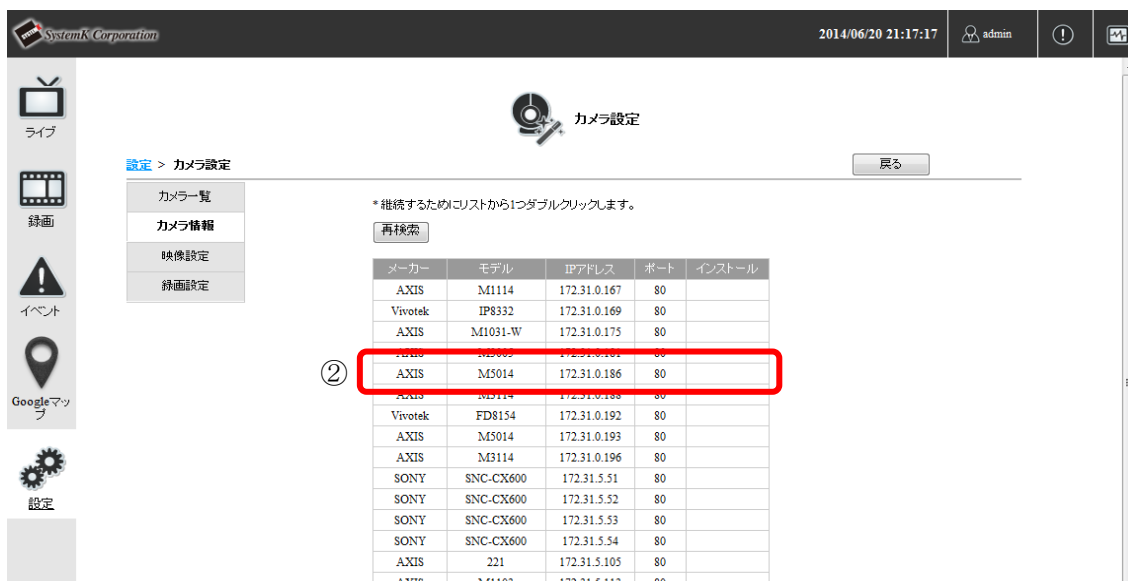 SystemK Corporation 2014/06/20 21:17:17 admin
ライブ
録画
イベント
Googleマッ
プ
設定
カメラ設定
設定 > カメラ設定 戻る
カメラ一覧
カメラ情報
映像設定
録画設定
*継続するためにリストから1つダブルクリックします。
再検索
メーカー モデル IPアドレス ポート インストール
AXIS M1114 172.31.0.167 80
Vivotek IP8332 172.31.0.169 80
AXIS M1031-W 172.31.0.175 80
②
AXIS M5014 172.31.0.186 80
AXIS M3114 172.31.0.188 80
Vivotek FD8154 172.31.0.192 80
AXIS M5014 172.31.0.193 80
AXIS M3114 172.31.0.196 80
SONY SNC-CX600 172.31.5.51 80
SONY SNC-CX600 172.31.5.52 80
SONY SNC-CX600 172.31.5.53 80
SONY SNC-CX600 172.31.5.54 80
AXIS 221 172.31.5.105 80